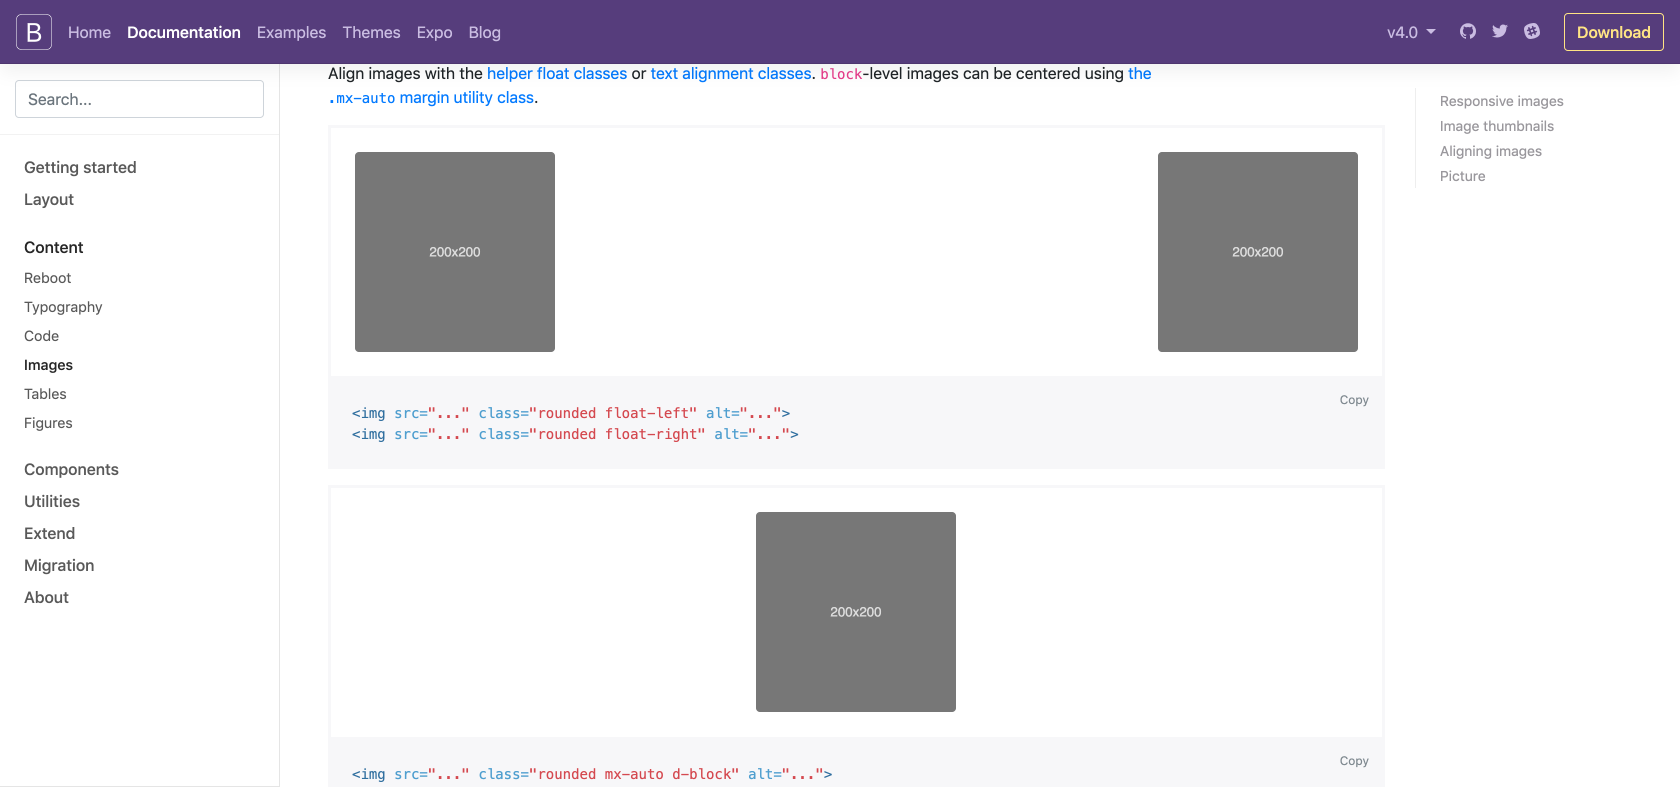 B Home Documentation Examples Themes Expo Blog v4.0 Download
Search...
Getting started
Layout
Content
Reboot
Typography
Code
Images
Tables
Figures
Components
Utilities
Extend
Migration
About
Align images with the helper float classes or text alignment classes. block-level images can be centered using the
.mx-auto margin utility class.
200x200
200x200
Copy
<img src="..." class="rounded float-left" alt="...">
<img src="..." class="rounded float-right" alt="...">
200x200
Copy
<img src="..." class="rounded mx-auto d-block" alt="...">
Responsive images
Image thumbnails
Aligning images
Picture